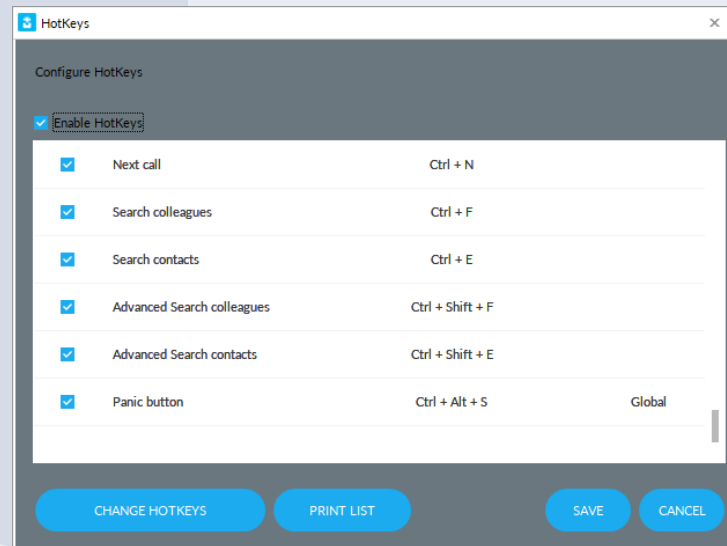 HotKeys
Configure HotKeys
Enable HotKeys
Next call Ctrl + N
Search colleagues Ctrl + F
Search contacts Ctrl + E
Advanced Search colleagues Ctrl + Shift + F
Advanced Search contacts Ctrl + Shift + E
Panic button Ctrl + Alt + S Global
CHANGE HOTKEYS PRINT LIST SAVE CANCEL